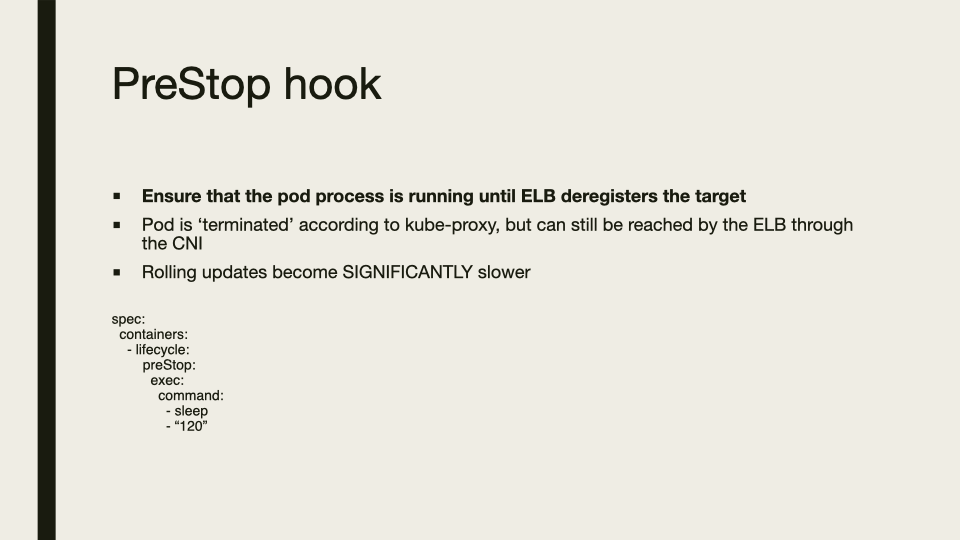 PreStop hook
▪ Ensure that the pod process is running until ELB deregisters the target
▪ Pod is ‘terminated’ according to kube-proxy, but can still be reached by the ELB through
the CNI
▪ Rolling updates become SIGNIFICANTLY slower
spec:
  containers:
    - lifecycle:
        preStop:
          exec:
            command:
              - sleep
              - “120”